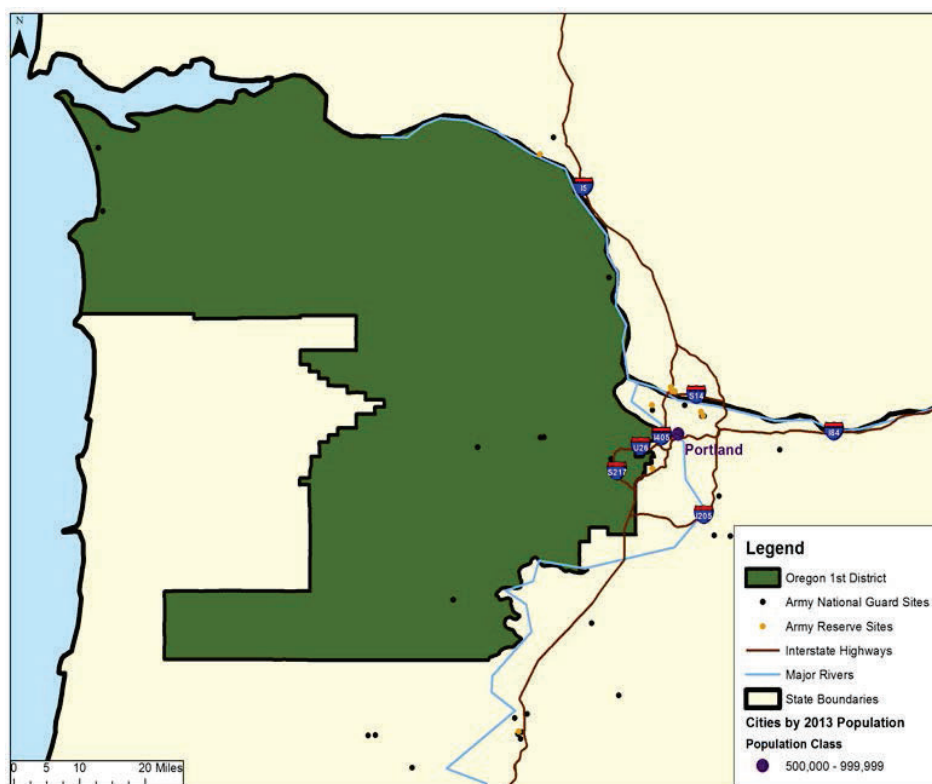 N
I5
S14
I405
I84
U26
Portland
S217
I205
Legend
Oregon 1st District
Army National Guard Sites
Army Reserve Sites
Interstate Highways
Major Rivers
State Boundaries
Cities by 2013 Population
Population Class
500,000 - 999,999
0 5 10 20 Miles